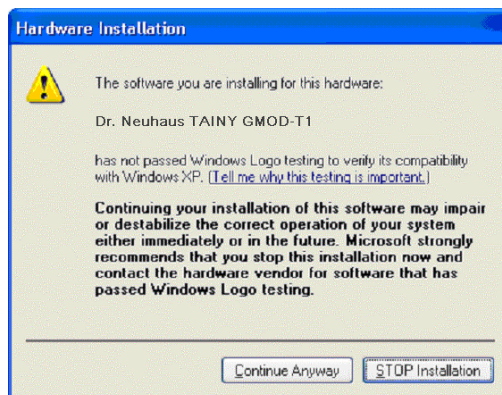 Hardware Installation
The software you are installing for this hardware:
Dr. Neuhaus TAINY GMOD-T1
has not passed Windows Logo testing to verify its compatibility
with Windows XP. (Tell me why this testing is important.)
Continuing your installation of this software may impair
or destabilize the correct operation of your system
either immediately or in the future. Microsoft strongly
recommends that you stop this installation now and
contact the hardware vendor for software that has
passed Windows Logo testing.
Continue Anyway
STOP Installation